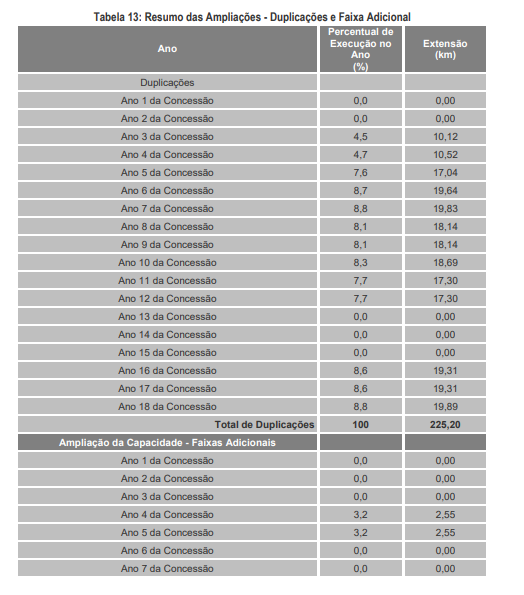 Tabela 13: Resumo das Ampliações - Duplicações e Faixa Adicional
Ano Percentual de Execução no Ano (%) Extensão (km)
Duplicações
Ano 1 da Concessão 0,0 0,00
Ano 2 da Concessão 0,0 0,00
Ano 3 da Concessão 4,5 10,12
Ano 4 da Concessão 4,7 10,52
Ano 5 da Concessão 7,6 17,04
Ano 6 da Concessão 8,7 19,64
Ano 7 da Concessão 8,8 19,83
Ano 8 da Concessão 8,1 18,14
Ano 9 da Concessão 8,1 18,14
Ano 10 da Concessão 8,3 18,69
Ano 11 da Concessão 7,7 17,30
Ano 12 da Concessão 7,7 17,30
Ano 13 da Concessão 0,0 0,00
Ano 14 da Concessão 0,0 0,00
Ano 15 da Concessão 0,0 0,00
Ano 16 da Concessão 8,6 19,31
Ano 17 da Concessão 8,6 19,31
Ano 18 da Concessão 8,8 19,89
Total de Duplicações 100 225,20
Ampliação da Capacidade - Faixas Adicionais
Ano 1 da Concessão 0,0 0,00
Ano 2 da Concessão 0,0 0,00
Ano 3 da Concessão 0,0 0,00
Ano 4 da Concessão 3,2 2,55
Ano 5 da Concessão 3,2 2,55
Ano 6 da Concessão 0,0 0,00
Ano 7 da Concessão 0,0 0,00